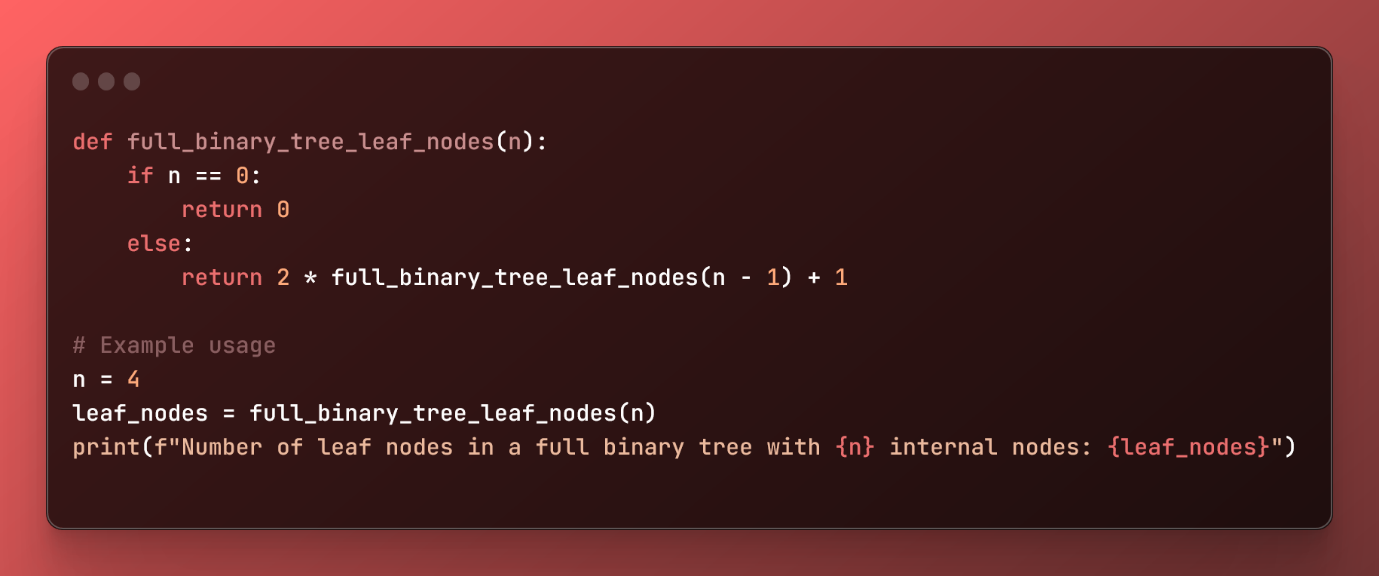 def full_binary_tree_leaf_nodes(n):
    if n == 0:
        return 0
    else:
        return 2 * full_binary_tree_leaf_nodes(n - 1) + 1

# Example usage
n = 4
leaf_nodes = full_binary_tree_leaf_nodes(n)
print(f"Number of leaf nodes in a full binary tree with {n} internal nodes: {leaf_nodes}")